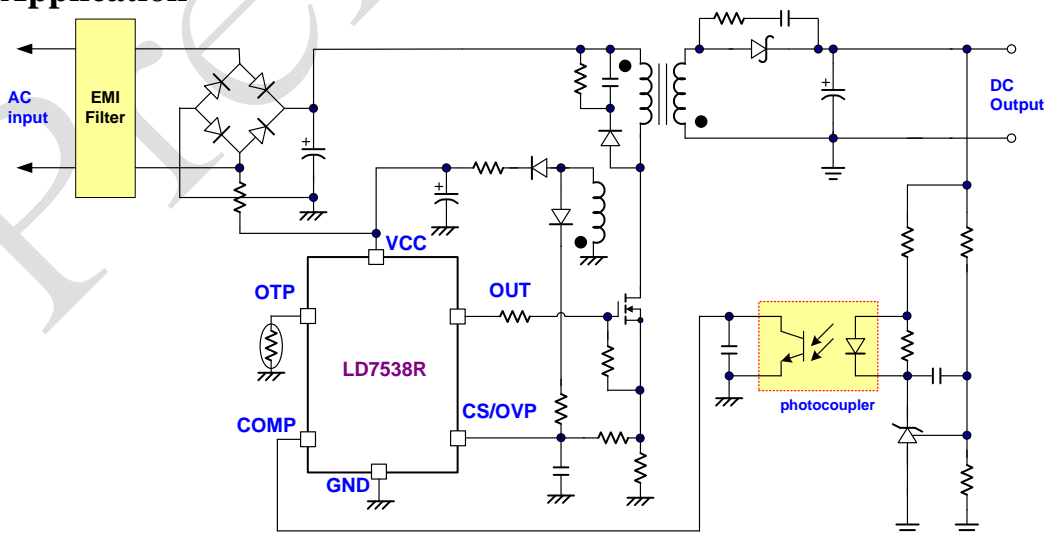 Application
AC
input
EMI
Filter
DC
Output
VCC
OTP
OUT
LD7538R
COMP
CS/OVP
GND
photocoupler
+
+
+